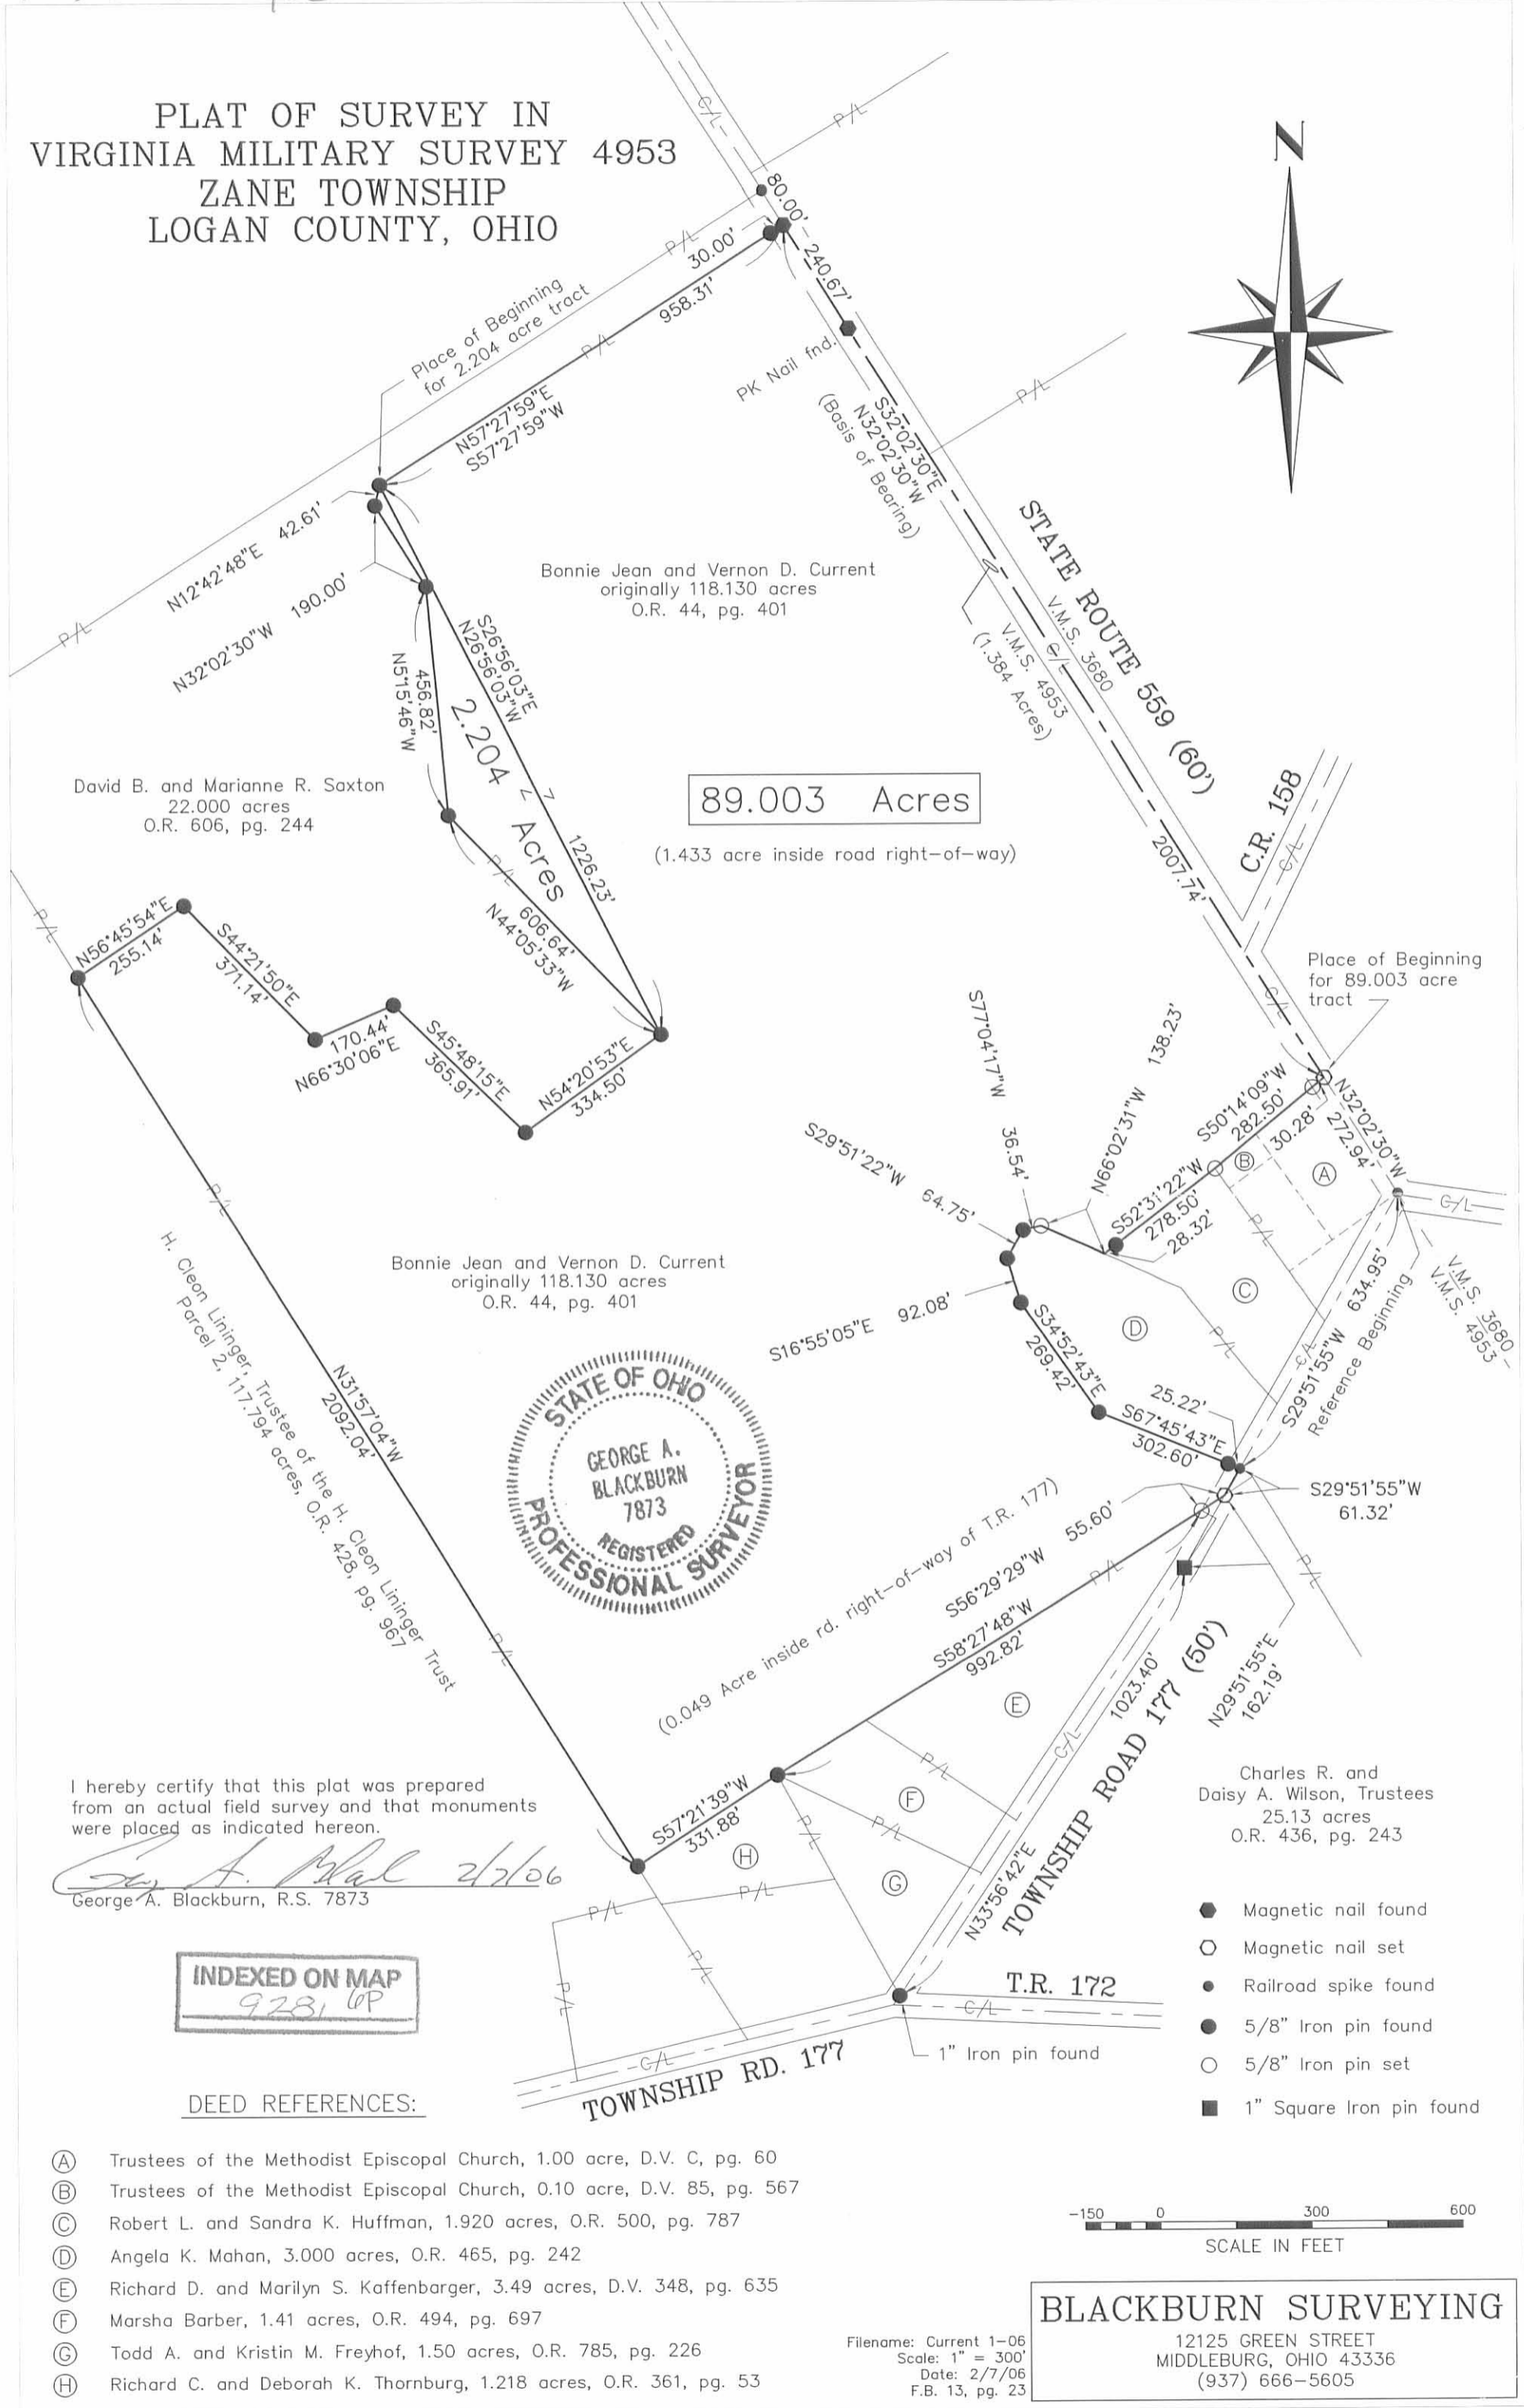 PLAT OF SURVEY IN
VIRGINIA MILITARY SURVEY 4953
ZANE TOWNSHIP
LOGAN COUNTY, OHIO
N
C/L
P/L
80.00'
240.67'
P/L
30.00'
958.31'
P/L
Place of Beginning
for 2.204 acre tract
N57°27'59"E
S57°27'59"W
PK Nail fnd.
S32°02'30"E
N32°02'30"W
(Basis of Bearing)
P/L
N12°42'48"E 42.61'
N32°02'30"W 190.00'
P/L
Bonnie Jean and Vernon D. Current
originally 118.130 acres
O.R. 44, pg. 401
STATE ROUTE 559 (60')
V.M.S. 3680
C/L
V.M.S. 4953
(1.384 Acres)
S26°56'03"E
N26°56'03"W
456.82'
N5°15'46"W
2.204 Acres
Z
1226.23'
P/L
606.64'
N44°05'33"W
David B. and Marianne R. Saxton
22.000 acres
O.R. 606, pg. 244
89.003 Acres
(1.433 acre inside road right-of-way)
2007.74'
C.R. 158
C/L
C/L
Place of Beginning
for 89.003 acre
tract
P/L
N56°45'54"E
255.14'
S44°21'50"E
371.14'
170.44'
N66°30'06"E
S45°48'15"E
365.91'
N54°20'53"E
334.50'
S77°04'17"W 36.54'
N66°02'31"W 138.23'
S29°51'22"W 64.75'
S50°14'09"W
282.50'
30.28'
N32°02'30"W
272.94'
S52°31'22"W
278.50'
28.32'
B
A
C/L
P/L
C
D
P/L
C/L
S29°51'55"W 634.95'
Reference Beginning
V.M.S. 3680
V.M.S. 4953
S16°55'05"E 92.08'
S34°52'43"E
269.42'
S67°45'43"E
302.60'
25.22'
S29°51'55"W
61.32'
P/L
H. Cleon Lininger, Trustee of the H. Cleon Lininger Trust
Parcel 2, 117.794 acres, O.R. 428, pg. 967
N31°57'04"W
2092.04'
P/L
P/L
Bonnie Jean and Vernon D. Current
originally 118.130 acres
O.R. 44, pg. 401
STATE OF OHIO
GEORGE A.
BLACKBURN
7873
REGISTERED
PROFESSIONAL SURVEYOR
(0.049 Acre inside rd. right-of-way of T.R. 177)
S56°29'29"W 55.60'
P/L
S58°27'48"W
992.82'
N29°51'55"E
162.19'
1023.40'
C/L
TOWNSHIP ROAD 177 (50')
N33°56'42"E
E
P/L
F
P/L
G
P/L
H
P/L
P/L
P/L
P/L
S57°21'39"W
331.88'
I hereby certify that this plat was prepared
from an actual field survey and that monuments
were placed as indicated hereon.
2/7/06
George A. Blackburn, R.S. 7873
INDEXED ON MAP
9281 6P
Charles R. and
Daisy A. Wilson, Trustees
25.13 acres
O.R. 436, pg. 243
T.R. 172
C/L
1" Iron pin found
C/L
TOWNSHIP RD. 177
Magnetic nail found
Magnetic nail set
Railroad spike found
5/8" Iron pin found
5/8" Iron pin set
1" Square Iron pin found
DEED REFERENCES:
A Trustees of the Methodist Episcopal Church, 1.00 acre, D.V. C, pg. 60
B Trustees of the Methodist Episcopal Church, 0.10 acre, D.V. 85, pg. 567
C Robert L. and Sandra K. Huffman, 1.920 acres, O.R. 500, pg. 787
D Angela K. Mahan, 3.000 acres, O.R. 465, pg. 242
E Richard D. and Marilyn S. Kaffenbarger, 3.49 acres, D.V. 348, pg. 635
F Marsha Barber, 1.41 acres, O.R. 494, pg. 697
G Todd A. and Kristin M. Freyhof, 1.50 acres, O.R. 785, pg. 226
H Richard C. and Deborah K. Thornburg, 1.218 acres, O.R. 361, pg. 53
-150 0 300 600
SCALE IN FEET
Filename: Current 1-06
Scale: 1" = 300'
Date: 2/7/06
F.B. 13, pg. 23
BLACKBURN SURVEYING
12125 GREEN STREET
MIDDLEBURG, OHIO 43336
(937) 666-5605